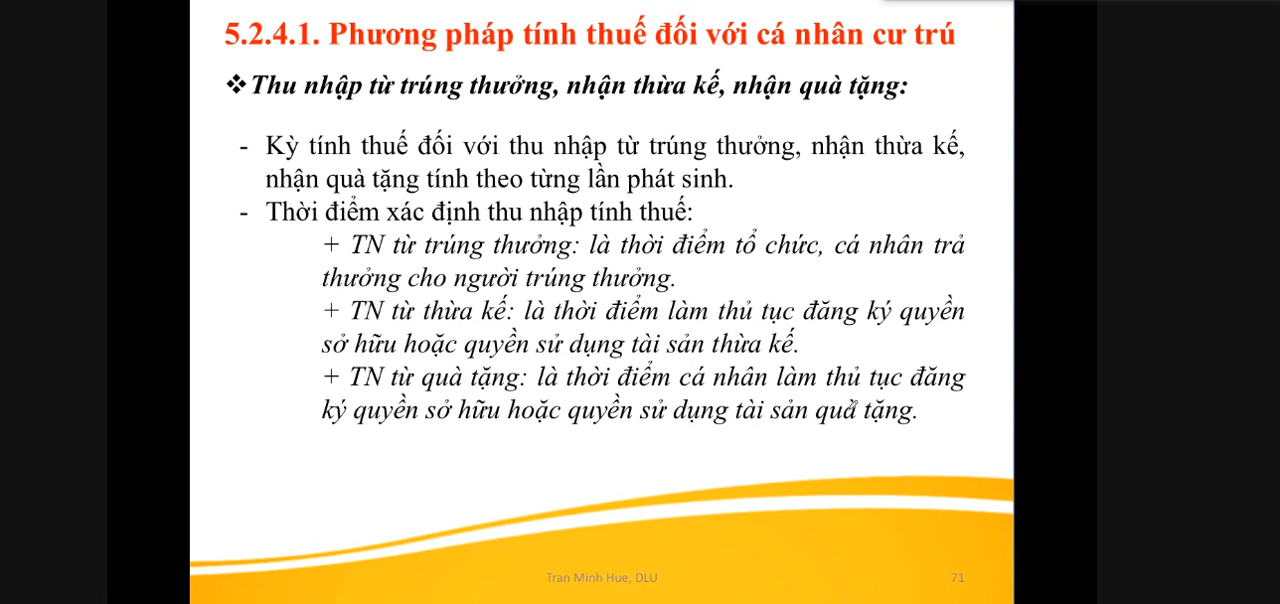 5.2.4.1. Phương pháp tính thuế đối với cá nhân cư trú
❖Thu nhập từ trúng thưởng, nhận thừa kế, nhận quà tặng:
- Kỳ tính thuế đối với thu nhập từ trúng thưởng, nhận thừa kế,
nhận quà tặng tính theo từng lần phát sinh.
- Thời điểm xác định thu nhập tính thuế:
+ TN từ trúng thưởng: là thời điểm tổ chức, cá nhân trả
thưởng cho người trúng thưởng.
+ TN từ thừa kế: là thời điểm làm thủ tục đăng ký quyền
sở hữu hoặc quyền sử dụng tài sản thừa kế.
+ TN từ quà tặng: là thời điểm cá nhân làm thủ tục đăng
ký quyền sở hữu hoặc quyền sử dụng tài sản quà tặng.
Tran Minh Hue, DLU
71